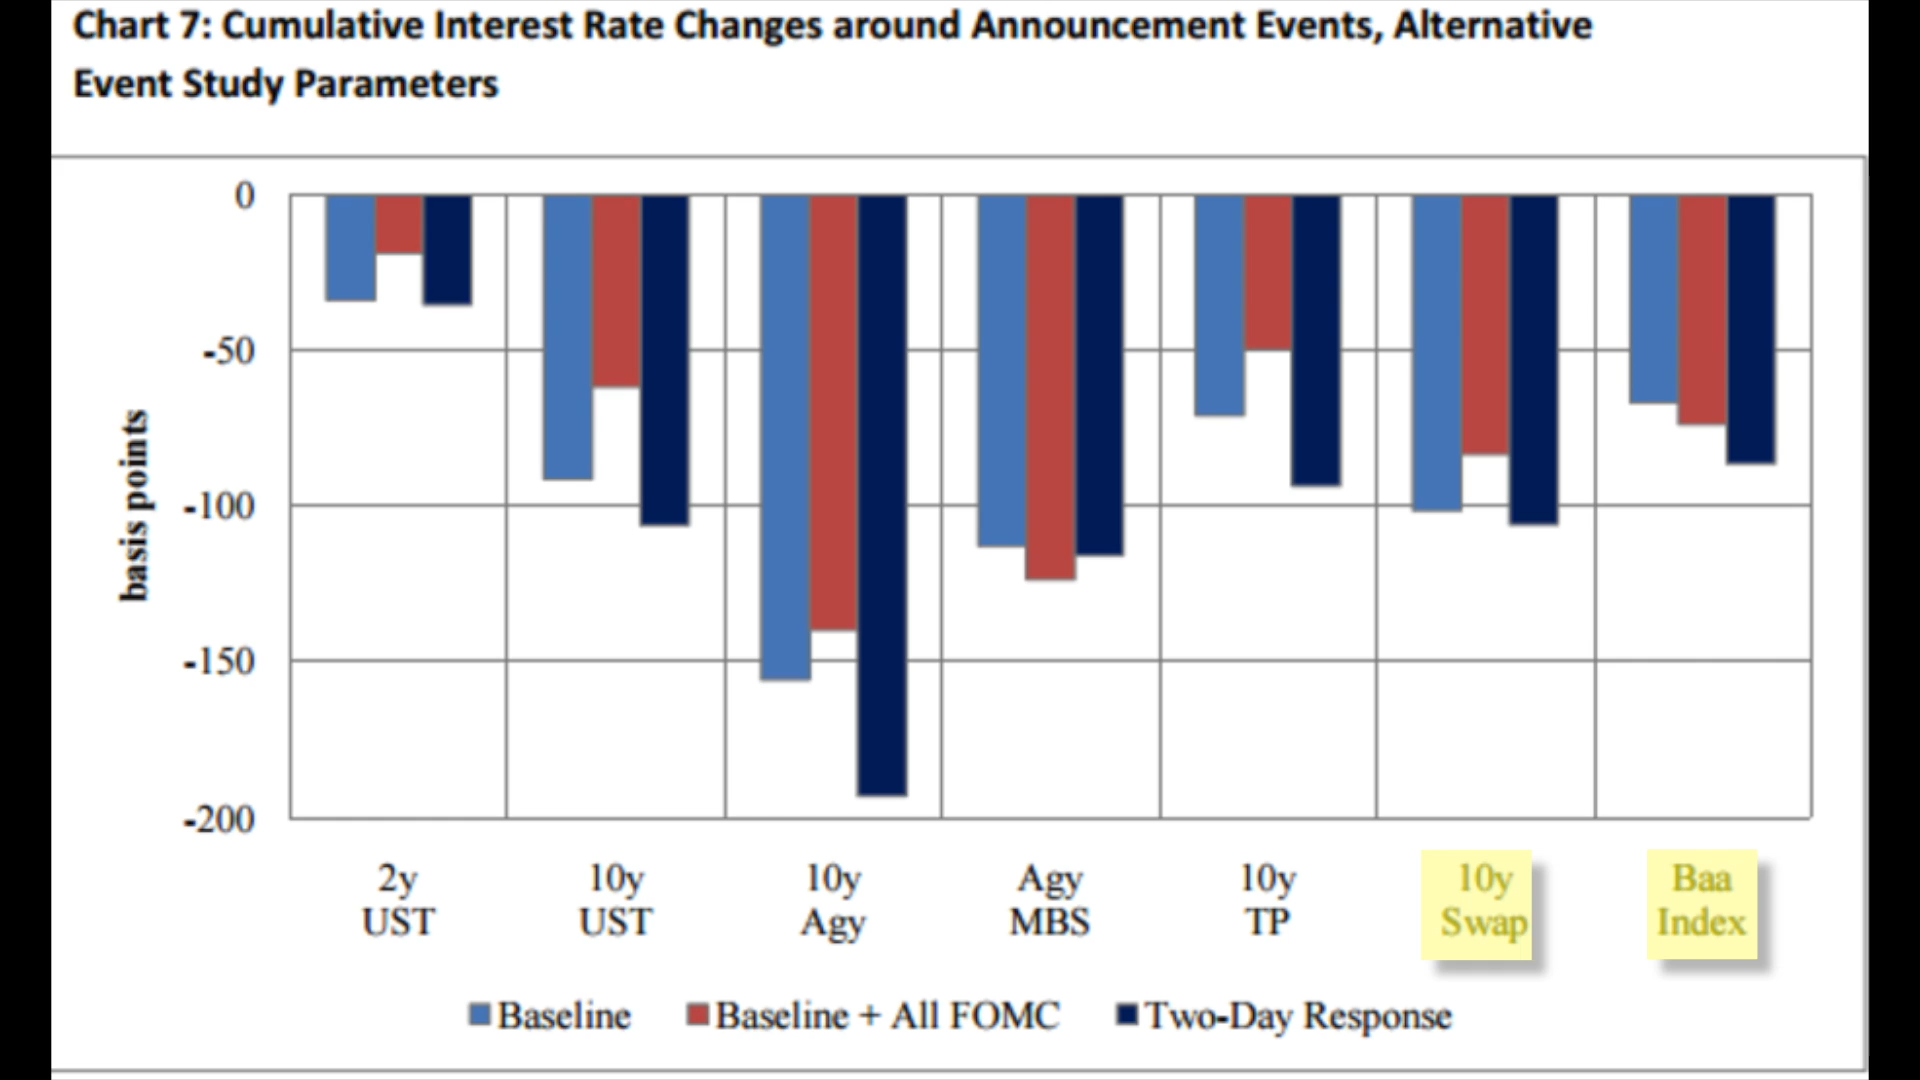 Chart 7: Cumulative Interest Rate Changes around Announcement Events, Alternative
Event Study Parameters
0
-50
-100
-150
-200
basis points
2y
UST
10y
UST
10y
Agy
Agy
MBS
10y
TP
10y
Swap
Baa
Index
Baseline
Baseline + All FOMC
Two-Day Response